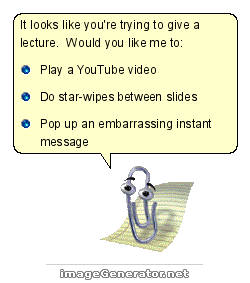 It looks like you're trying to give a
lecture.  Would you like me to:
Play a YouTube video
Do star-wipes between slides
Pop up an embarrassing instant
message
imageGenerator.net